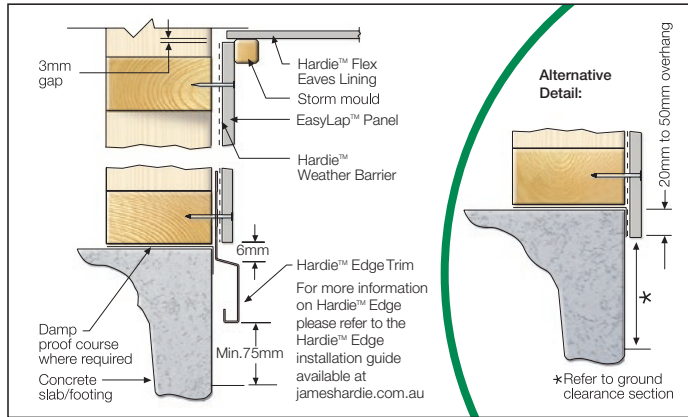 3mm
gap
Hardie™ Flex
Eaves Lining
Storm mould
EasyLap™ Panel
Hardie™
Weather Barrier
6mm
Hardie™ Edge Trim
For more information
on Hardie™ Edge
please refer to the
Hardie™ Edge
installation guide
available at
jameshardie.com.au
Damp
proof course
where required
Min.75mm
Concrete
slab/footing
Alternative
Detail:
20mm to 50mm overhang
*
*Refer to ground
clearance section